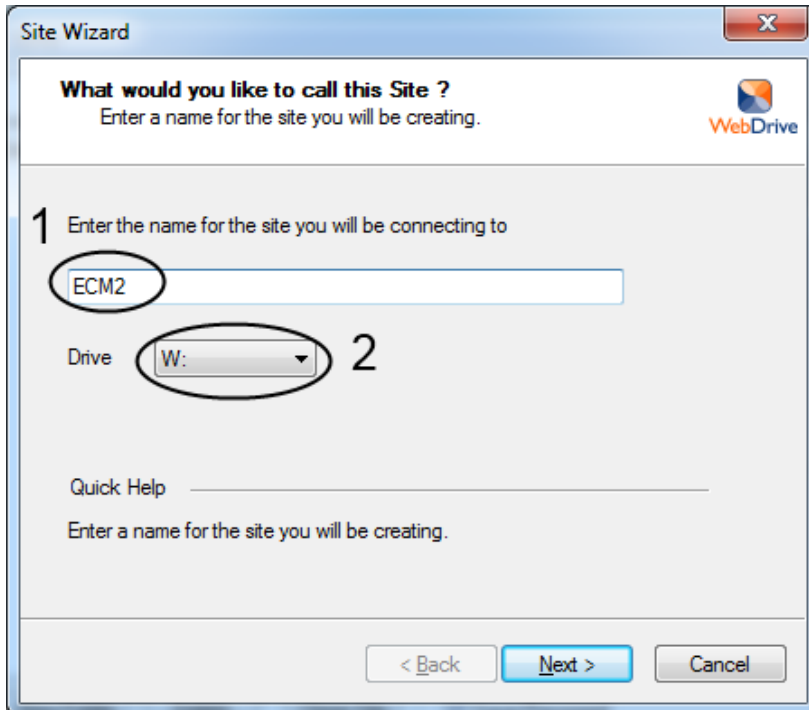 Site Wizard
What would you like to call this Site ?
Enter a name for the site you will be creating.
WebDrive
1 Enter the name for the site you will be connecting to
ECM2
Drive W: 2
Quick Help
Enter a name for the site you will be creating.
< Back Next > Cancel